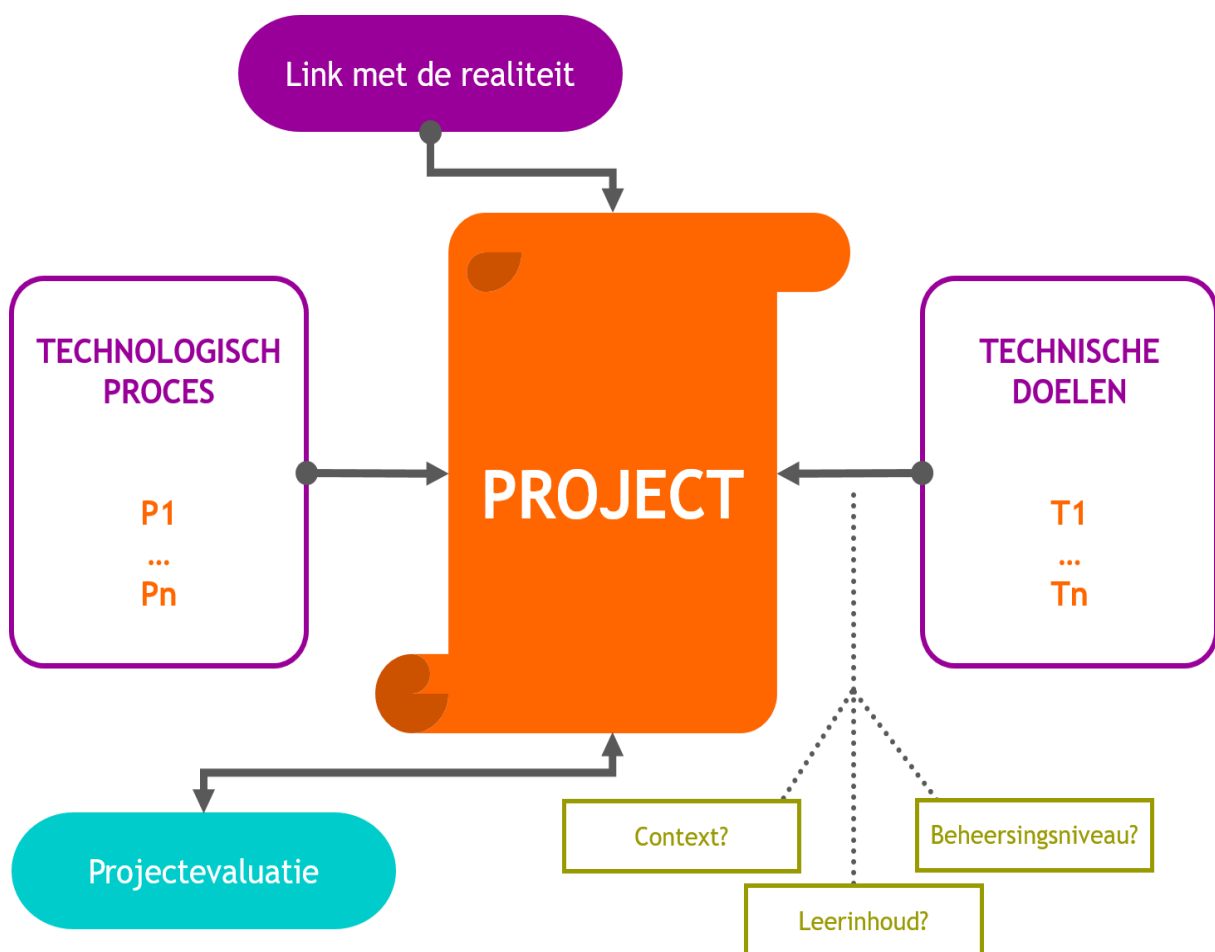 Link met de realiteit
TECHNOLOGISCH
PROCES
P1
...
Pn
PROJECT
TECHNISCHE
DOELEN
T1
...
Tn
Projectevaluatie
Context?
Beheersingsniveau?
Leerinhoud?